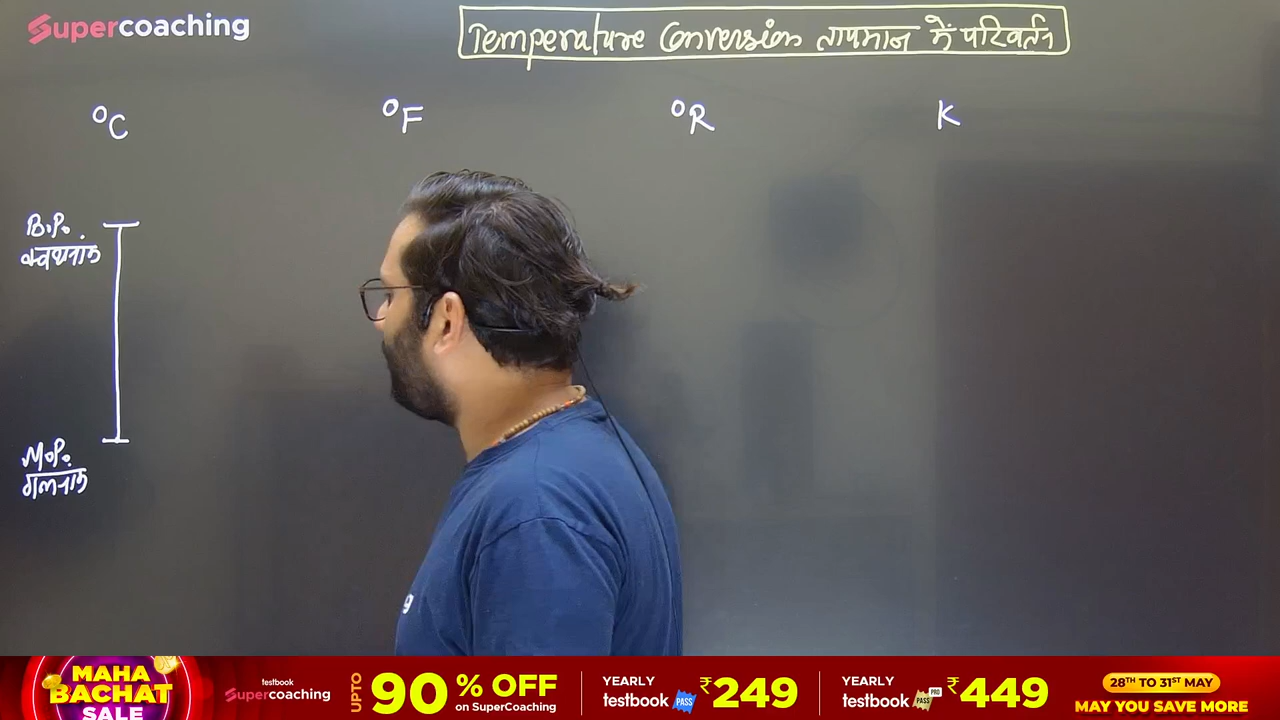 Supercoaching
Temperature Conversion तापमान में परिवर्तन
°C °F °R K
B.P.
क्वथनांक
M.P.
गलनांक
9
MAHA
BACHAT
SALE
testbook
Supercoaching
UPTO 90 % OFF
on SuperCoaching
YEARLY
testbook PASS
₹249
YEARLY
testbook PASS PRO
₹449
28TH TO 31ST MAY
MAY YOU SAVE MORE